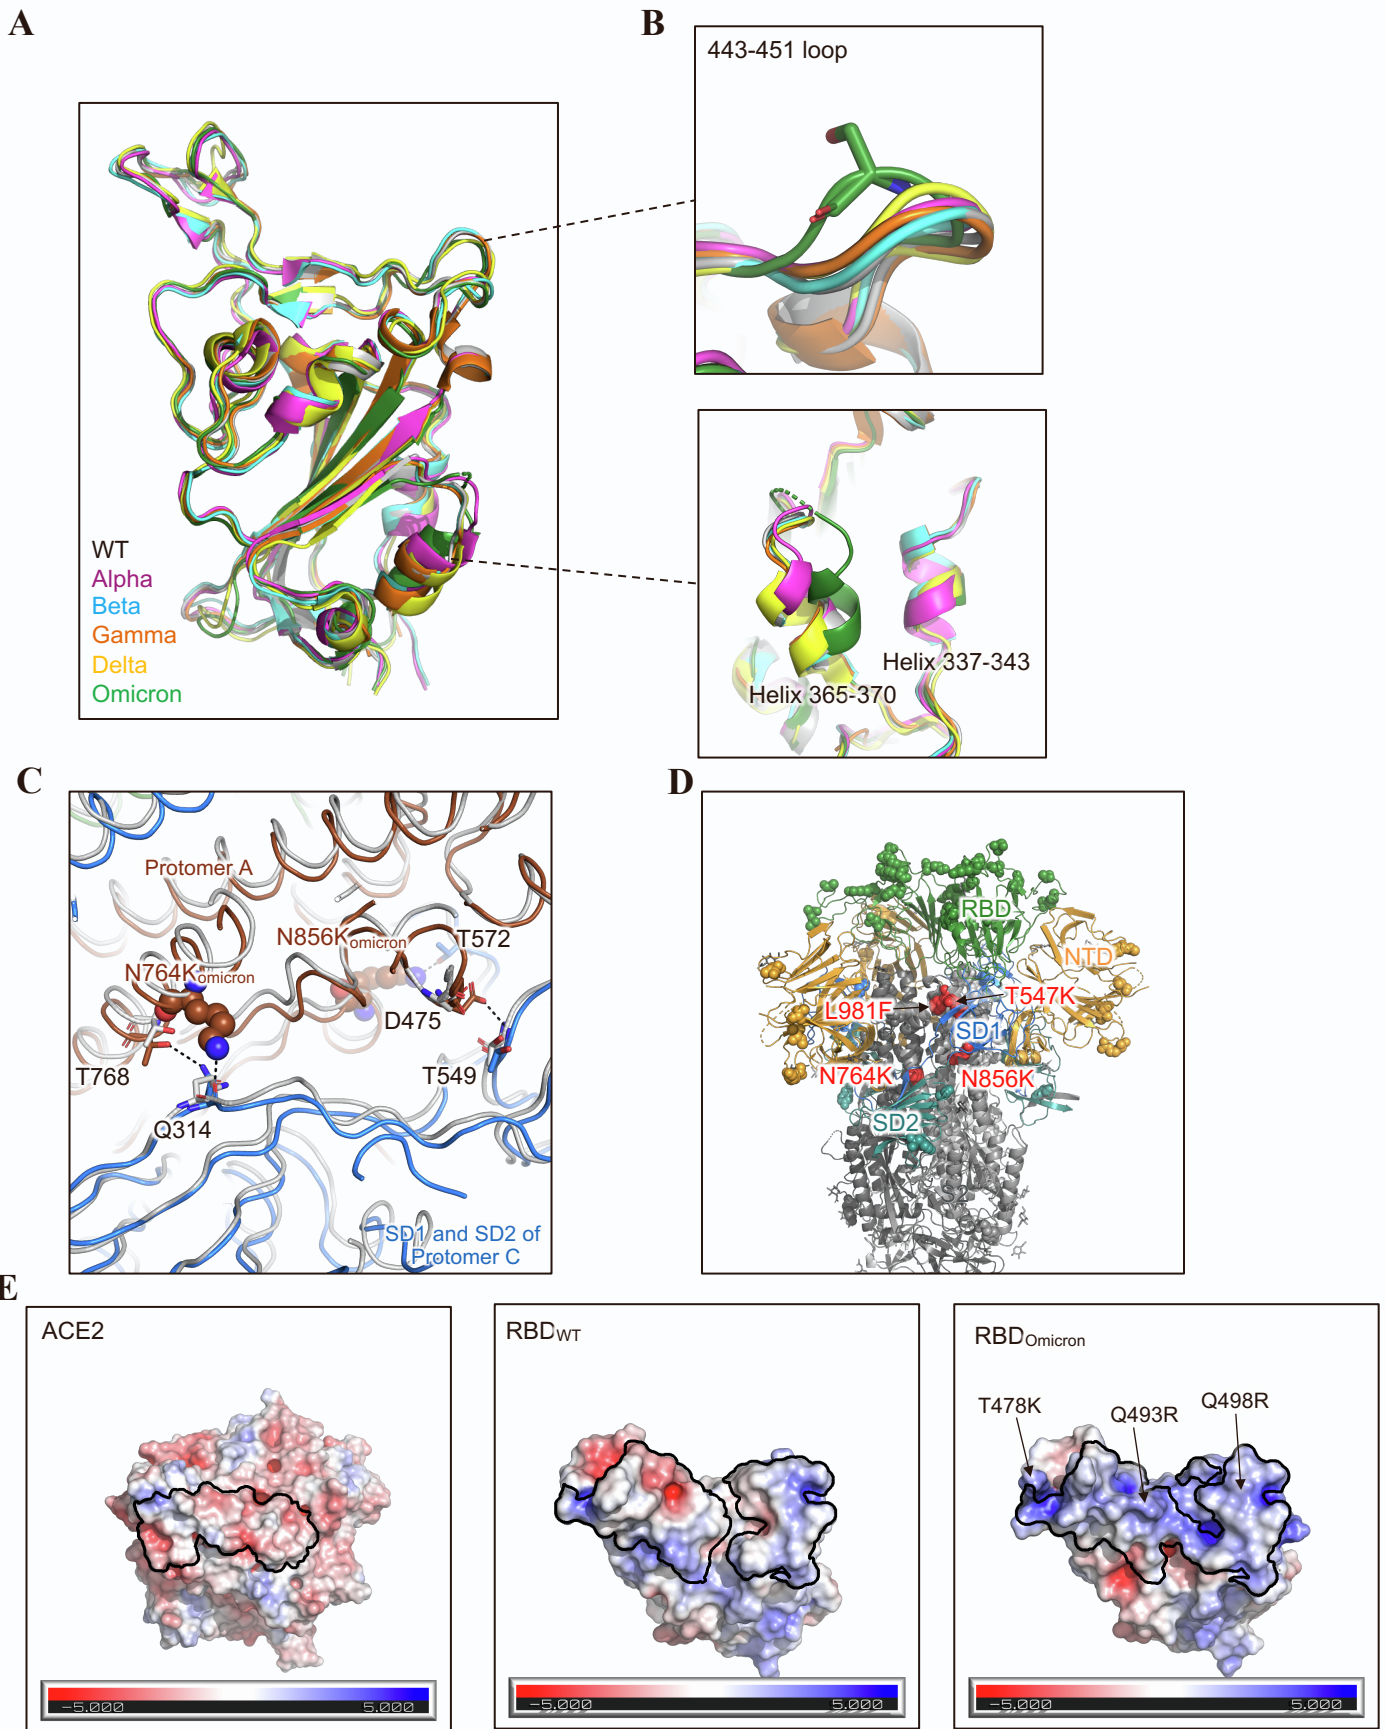 A
B
443-451 loop
WT
Alpha
Beta
Gamma
Delta
Omicron
Helix 337-343
Helix 365-370
C
D
Protomer A
N856Komicron
T572
N764Komicron
D475
T768
T549
Q314
SD1 and SD2 of
Protomer C
RBD
NTD
L981F
T547K
SD1
N764K
N856K
SD2
E
ACE2
-5.000 5.000
RBDWT
-5.000 5.000
RBDOmicron
T478K
Q493R
Q498R
-5.000 5.000